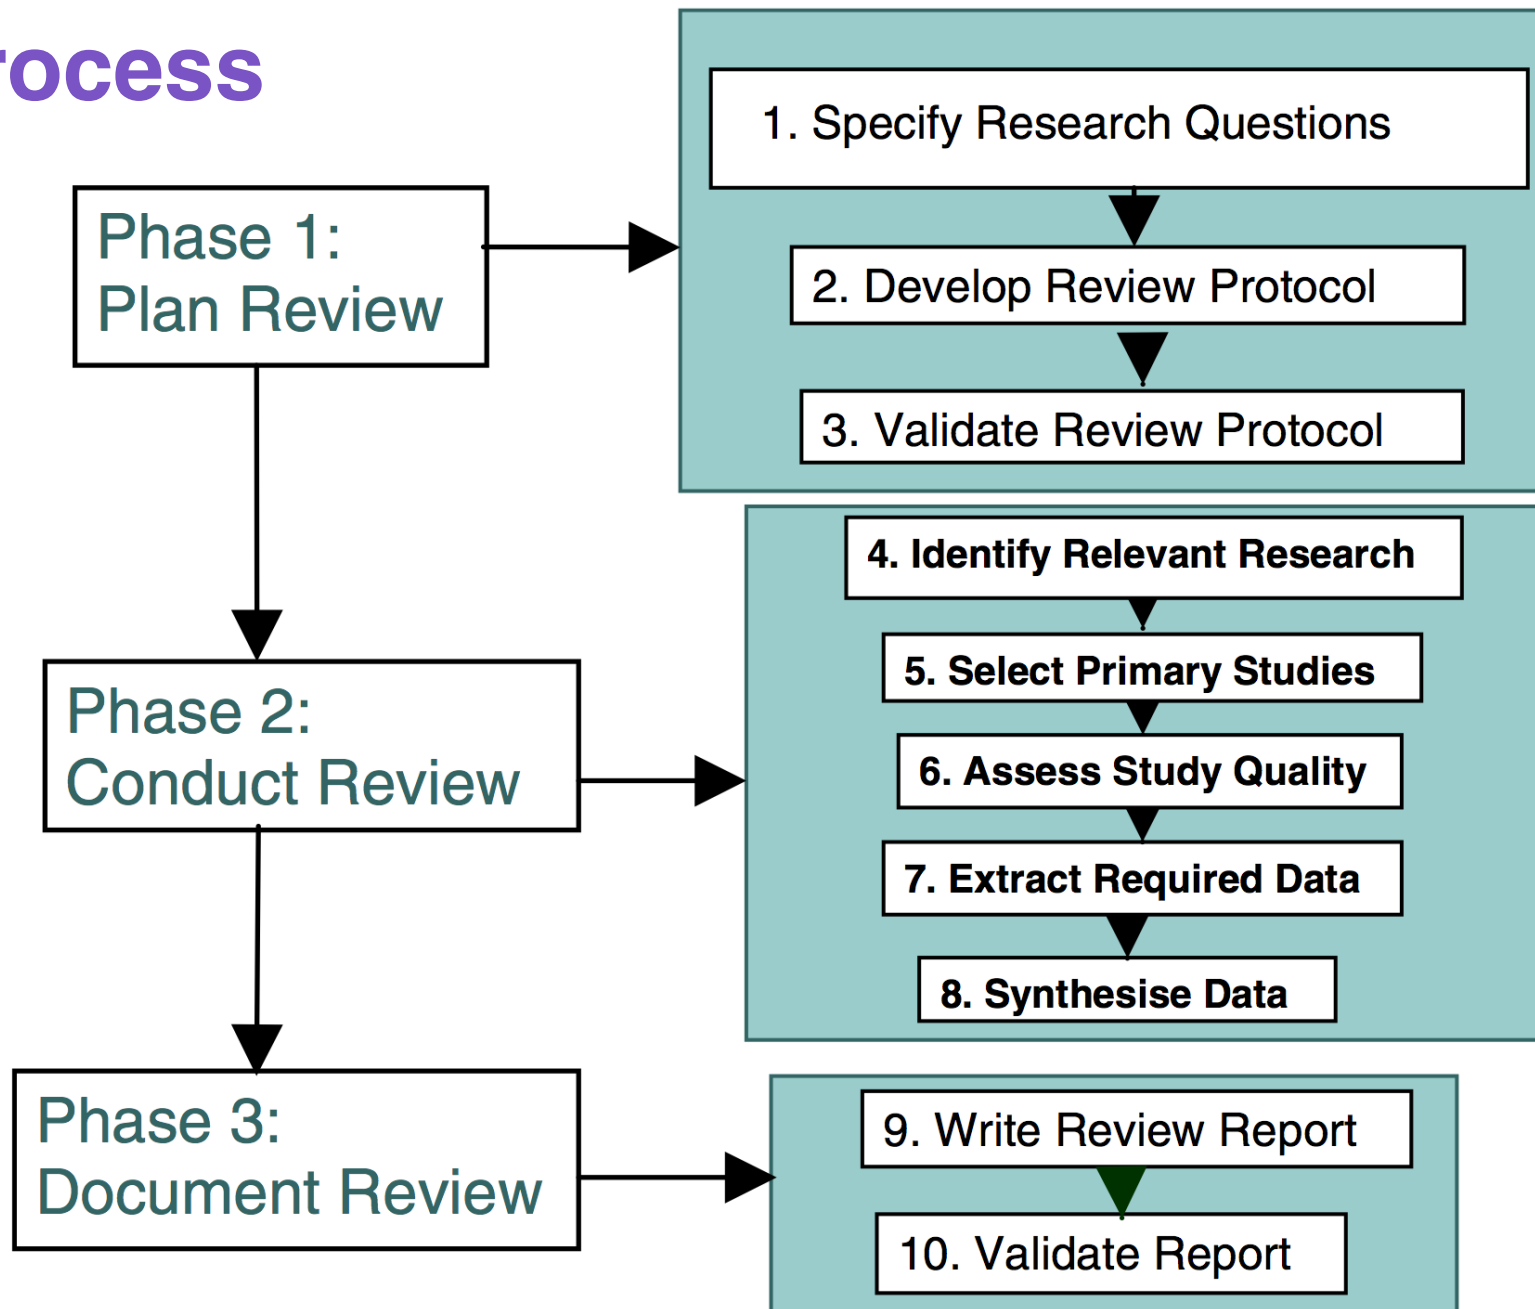 rocess
1. Specify Research Questions
Phase 1:
Plan Review
2. Develop Review Protocol
3. Validate Review Protocol
4. Identify Relevant Research
5. Select Primary Studies
Phase 2:
Conduct Review
6. Assess Study Quality
7. Extract Required Data
8. Synthesise Data
Phase 3:
Document Review
9. Write Review Report
10. Validate Report